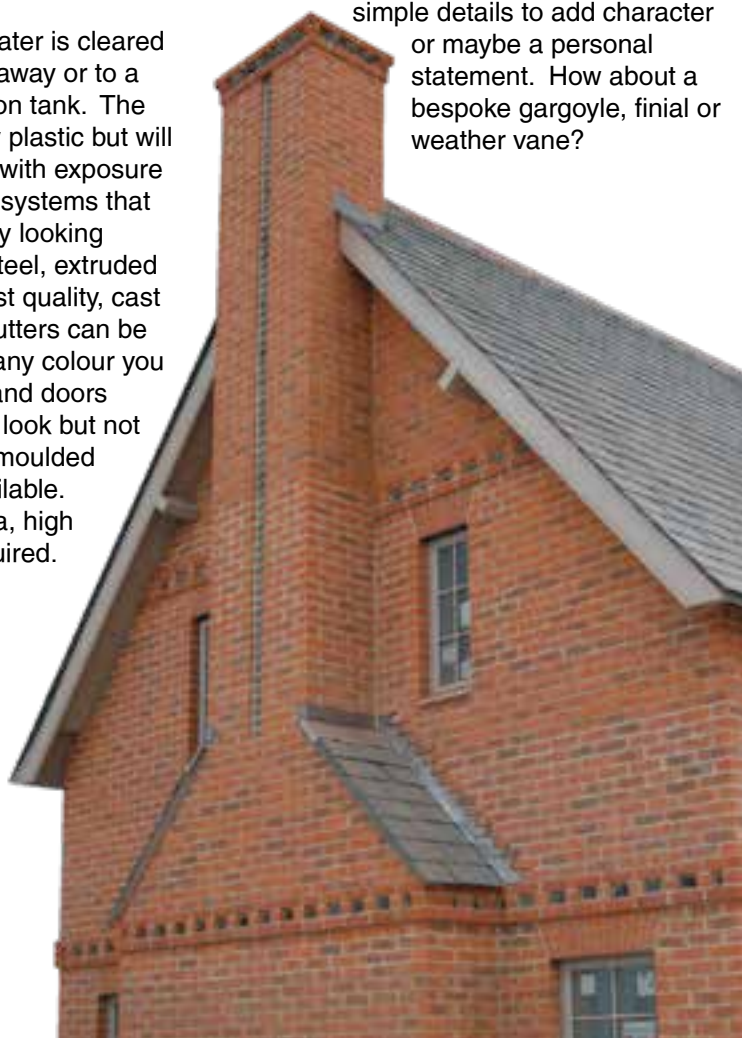 ater is cleared
away or to a
on tank.  The
plastic but will
with exposure
systems that
y looking
teel, extruded
st quality, cast
utters can be
any colour you
and doors
look but not
moulded
ilable.
a, high
uired.
simple details to add character
or maybe a personal
statement.  How about a
bespoke gargoyle, finial or
weather vane?